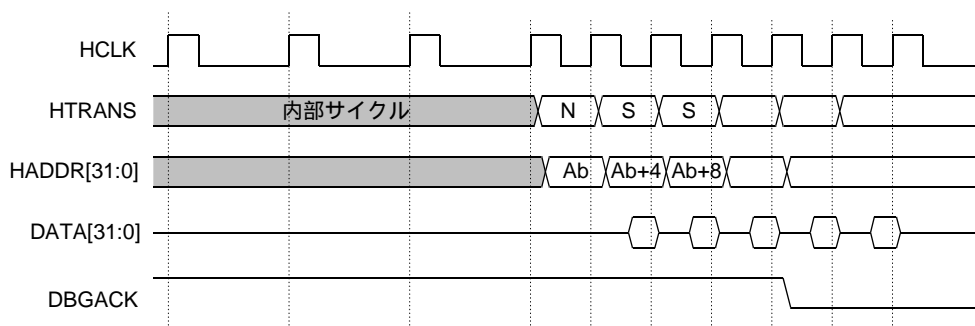 HCLK
HTRANS 内部サイクル N S S
HADDR[31:0] Ab Ab+4 Ab+8
DATA[31:0]
DBGACK